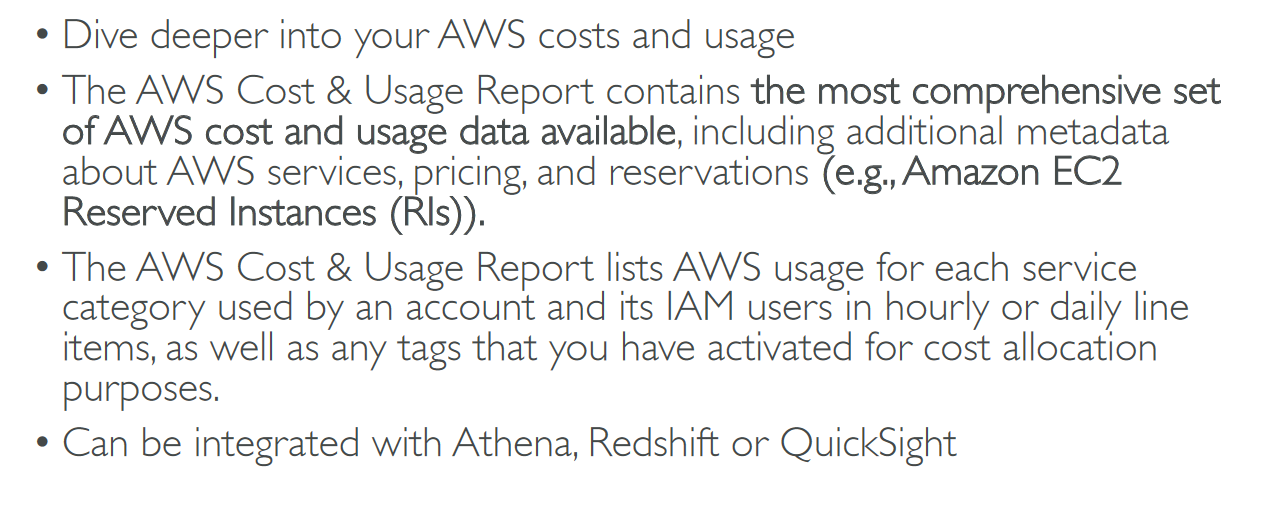 • Dive deeper into your AWS costs and usage
• The AWS Cost & Usage Report contains the most comprehensive set
of AWS cost and usage data available, including additional metadata
about AWS services, pricing, and reservations (e.g., Amazon EC2
Reserved Instances (RIs)).
• The AWS Cost & Usage Report lists AWS usage for each service
category used by an account and its IAM users in hourly or daily line
items, as well as any tags that you have activated for cost allocation
purposes.
• Can be integrated with Athena, Redshift or QuickSight